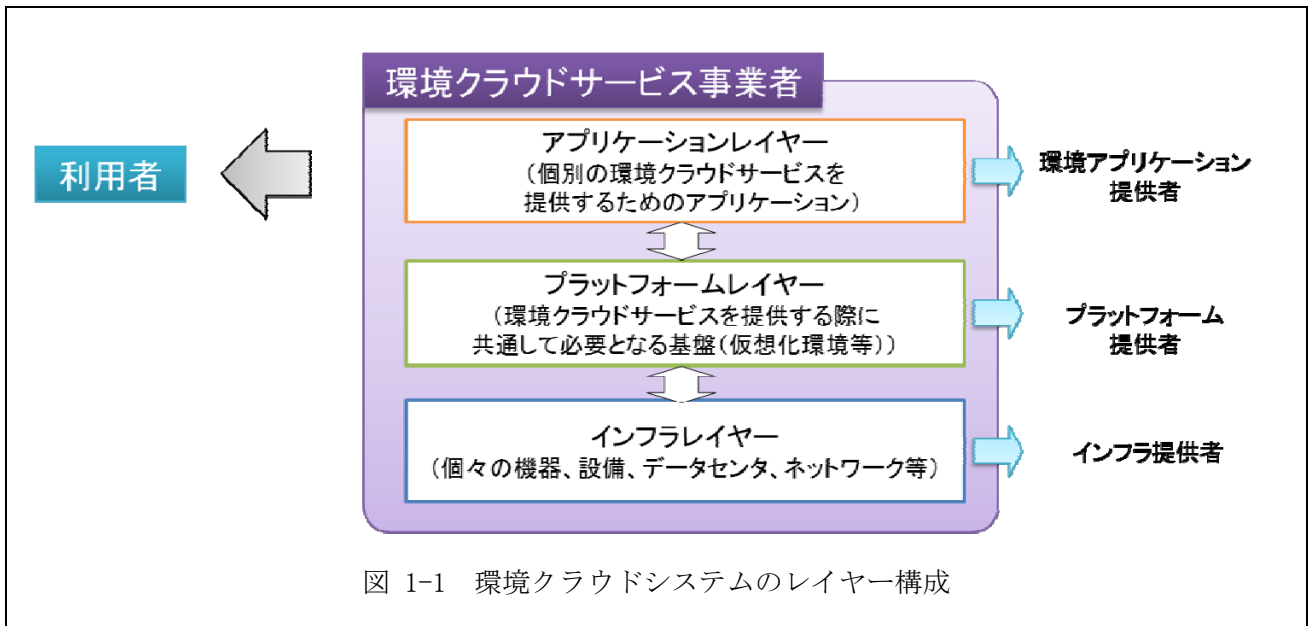 環境クラウドサービス事業者
利用者
アプリケーションレイヤー
(個別の環境クラウドサービスを
提供するためのアプリケーション)
環境アプリケーション
提供者
プラットフォームレイヤー
(環境クラウドサービスを提供する際に
共通して必要となる基盤(仮想化環境等))
プラットフォーム
提供者
インフラレイヤー
(個々の機器、設備、データセンタ、ネットワーク等)
インフラ提供者
図 1-1 環境クラウドシステムのレイヤー構成